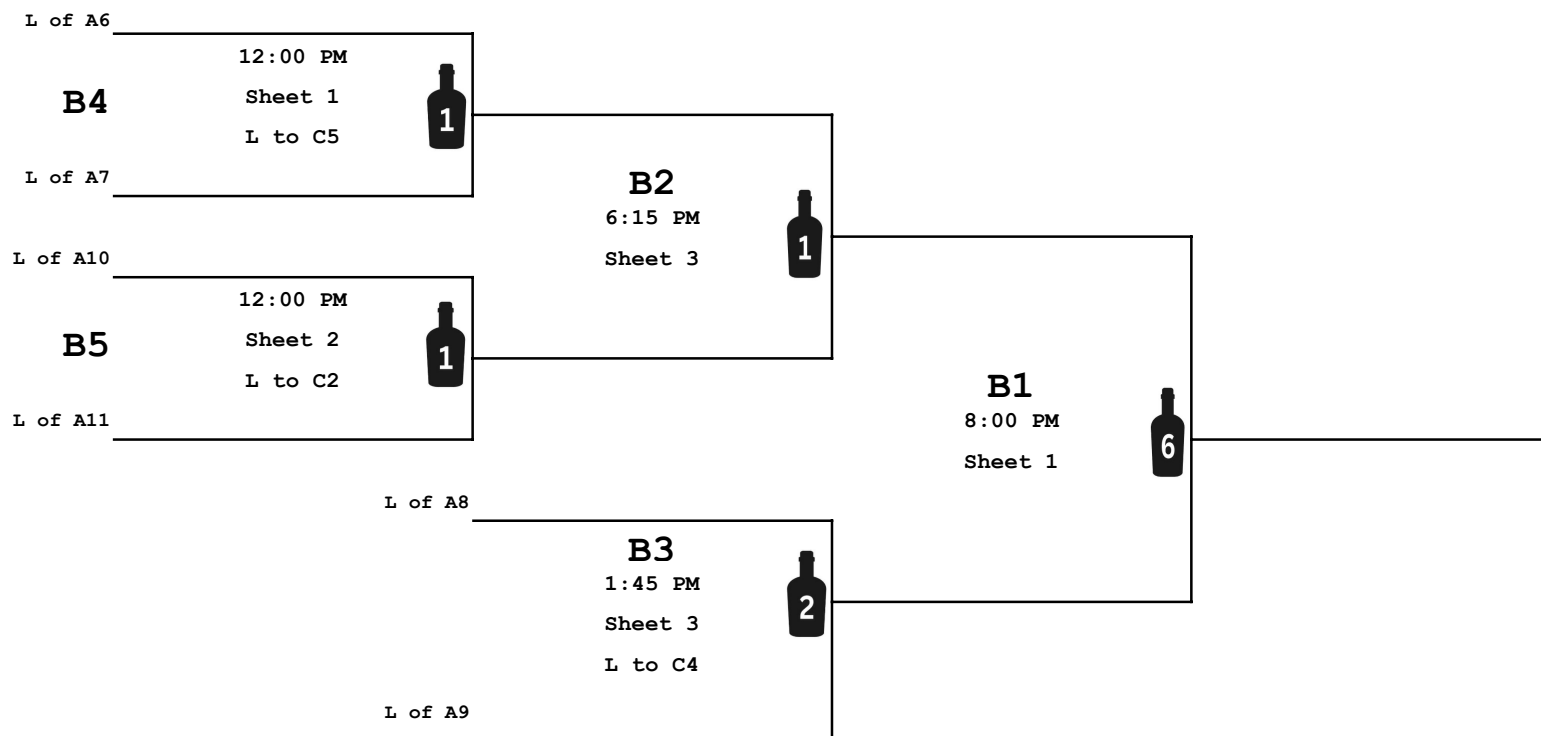 L of A6
12:00 PM
B4
Sheet 1
1
L to C5
L of A7
B2
6:15 PM
1
Sheet 3
L of A10
12:00 PM
B5
Sheet 2
1
L to C2
L of A11
B1
8:00 PM
6
Sheet 1
L of A8
B3
1:45 PM
2
Sheet 3
L to C4
L of A9